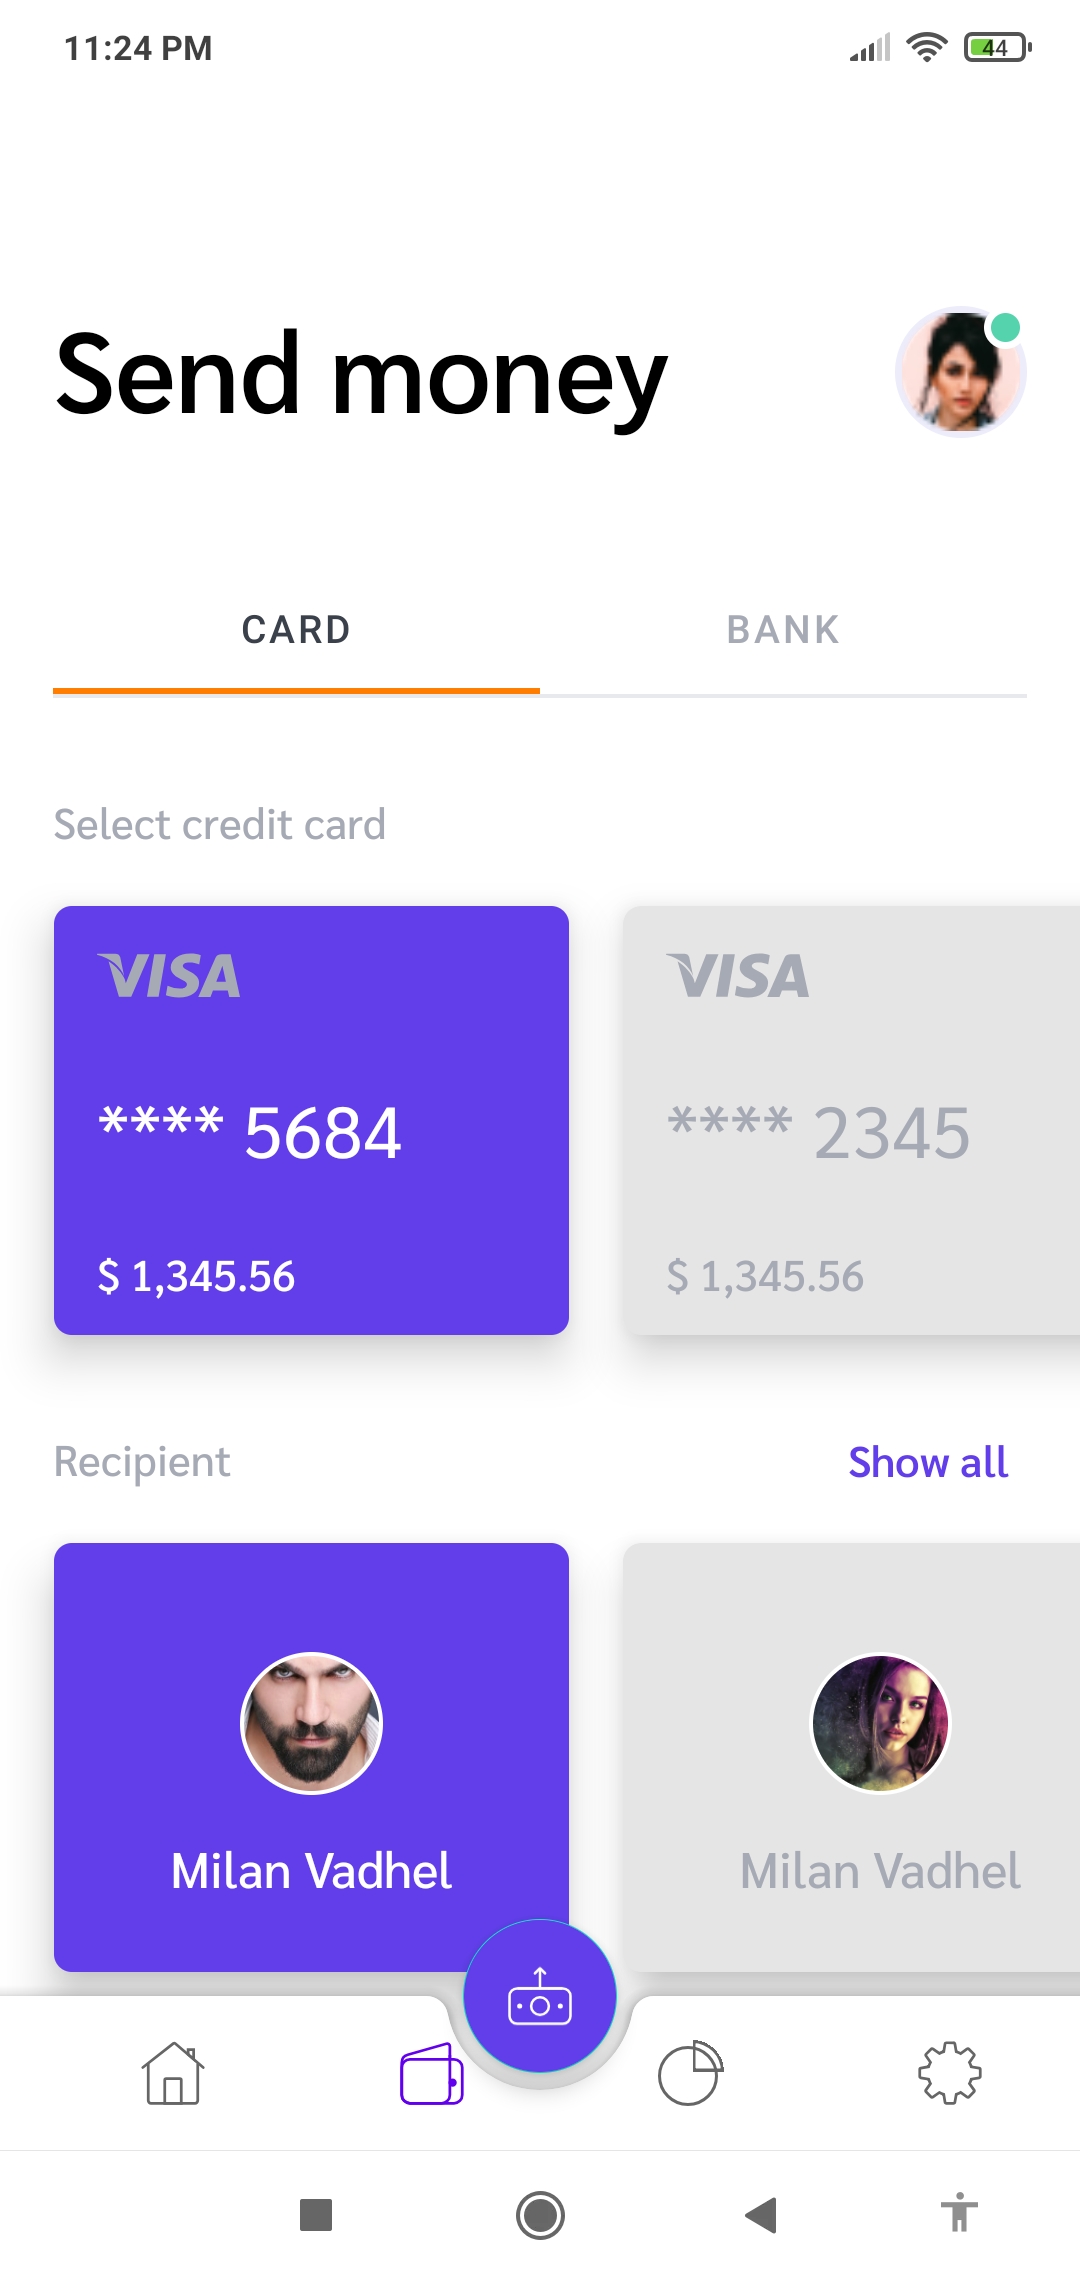 11:24 PM 44
Send money
CARD BANK
Select credit card
VISA VISA
**** 5684 **** 2345
$ 1,345.56 $ 1,345.56
Recipient Show all
Milan Vadhel Milan Vadhel